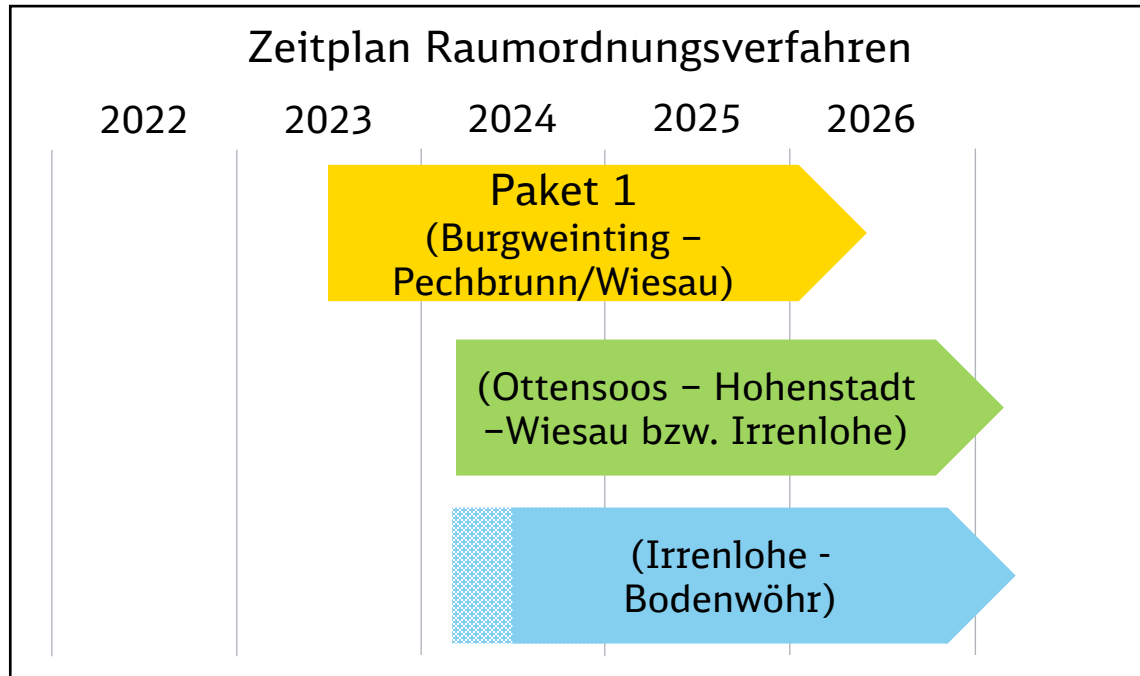 Zeitplan Raumordnungsverfahren
2022 2023 2024 2025 2026
Paket 1
(Burgweinting –
Pechbrunn/Wiesau)
(Ottensoos – Hohenstadt
–Wiesau bzw. Irrenlohe)
(Irrenlohe -
Bodenwöhr)